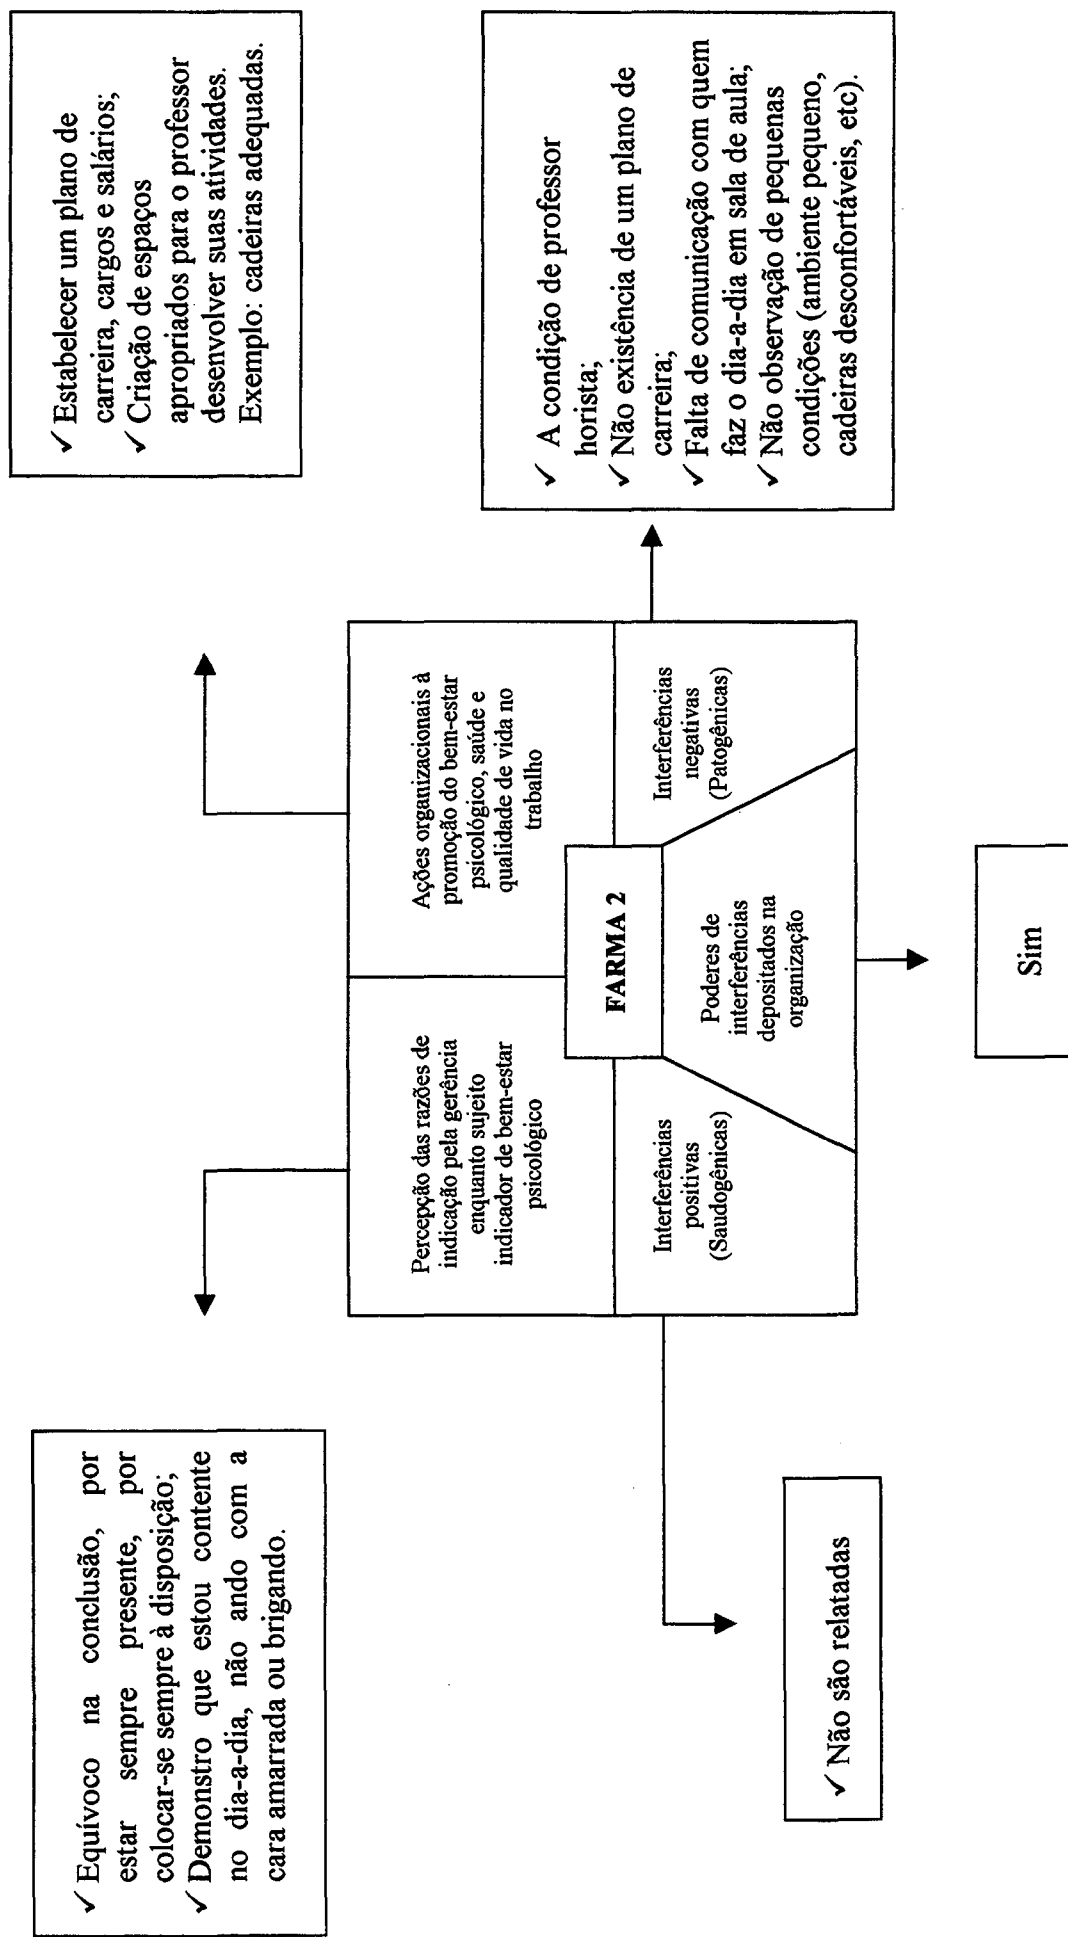 ✓ Equívoco na conclusão, por
estar sempre presente, por
colocar-se sempre à disposição;
✓ Demonstro que estou contente
no dia-a-dia, não ando com a
cara amarrada ou brigando.
✓ Estabelecer um plano de
carreira, cargos e salários;
✓ Criação de espaços
apropriados para o professor
desenvolver suas atividades.
Exemplo: cadeiras adequadas.
Percepção das razões de
indicação pela gerência
enquanto sujeito
indicador de bem-estar
psicológico
Ações organizacionais à
promoção do bem-estar
psicológico, saúde e
qualidade de vida no
trabalho
FARMA 2
Interferências
positivas
(Saudogênicas)
Poderes de
interferências
depositados na
organização
Interferências
negativas
(Patogênicas)
✓ A condição de professor
horista;
✓ Não existência de um plano de
carreira;
✓ Falta de comunicação com quem
faz o dia-a-dia em sala de aula;
✓ Não observação de pequenas
condições (ambiente pequeno,
cadeiras desconfortáveis, etc).
✓ Não são relatadas
Sim